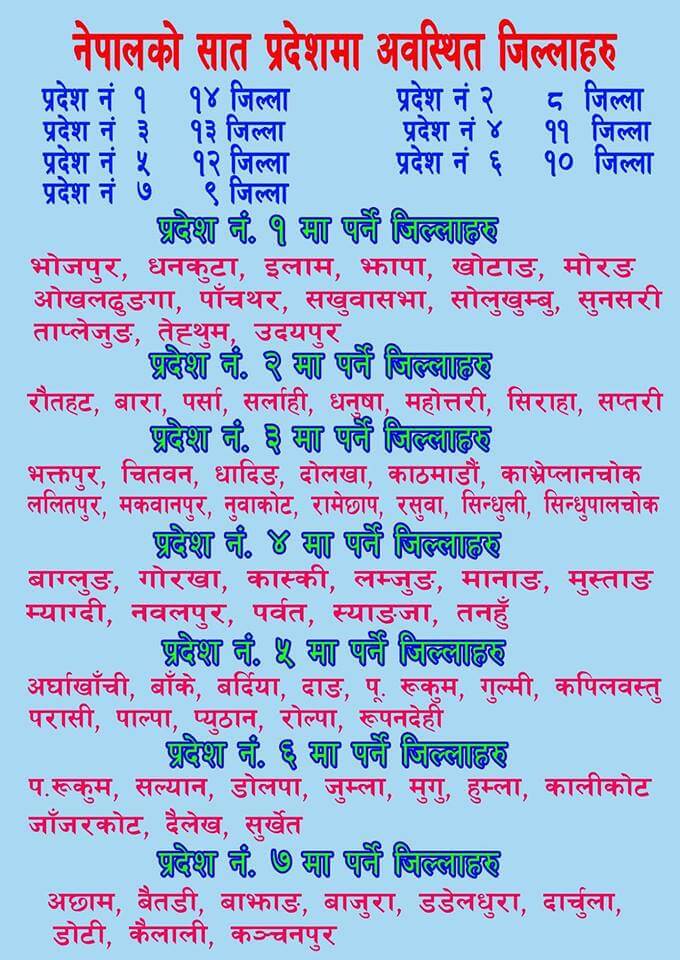 नेपालको सात प्रदेशमा अवस्थित जिल्लाहरु
प्रदेश नं १ १४ जिल्ला प्रदेश नं २ ८ जिल्ला
प्रदेश नं ३ १३ जिल्ला प्रदेश नं ४ ११ जिल्ला
प्रदेश नं ५ १२ जिल्ला प्रदेश नं ६ १० जिल्ला
प्रदेश नं ७ ९ जिल्ला
प्रदेश नं. १ मा पर्ने जिल्लाहरु
भोजपुर, धनकुटा, इलाम, झापा, खोटाङ, मोरङ
ओखलढुङगा, पाँचथर, सखुवासभा, सोलुखुम्बु, सुनसरी
ताप्लेजुङ, तेह्थुम, उदयपुर
प्रदेश नं. २ मा पर्ने जिल्लाहरु
रौतहट, बारा, पर्सा, सर्लाही, धनुषा, महोत्तरी, सिराहा, सप्तरी
प्रदेश नं. ३ मा पर्ने जिल्लाहरु
भक्तपुर, चितवन, धादिङ, दोलखा, काठमाडौं, काभ्रेप्लानचोक
ललितपुर, मकवानपुर, नुवाकोट, रामेछाप, रसुवा, सिन्धुली, सिन्धुपालचोक
प्रदेश नं. ४ मा पर्ने जिल्लाहरु
बाग्लुङ, गोरखा, कास्की, लम्जुङ, मानाङ, मुस्ताङ
म्याग्दी, नवलपुर, पर्वत, स्याङजा, तनहुँ
प्रदेश नं. ५ मा पर्ने जिल्लाहरु
अर्घाखाँची, बाँके, बर्दिया, दाङ, पू. रूकुम, गुल्मी, कपिलवस्तु
परासी, पाल्पा, प्युठान, रोल्पा, रूपनदेही
प्रदेश नं. ६ मा पर्ने जिल्लाहरु
प.रूकुम, सल्यान, डोलपा, जुम्ला, मुगु, हुम्ला, कालीकोट
जाँजरकोट, दैलेख, सुर्खेत
प्रदेश नं. ७ मा पर्ने जिल्लाहरु
अछाम, बैतडी, बाझाङ, बाजुरा, डडेलधुरा, दार्चुला,
डोटी, कैलाली, कञ्चनपुर